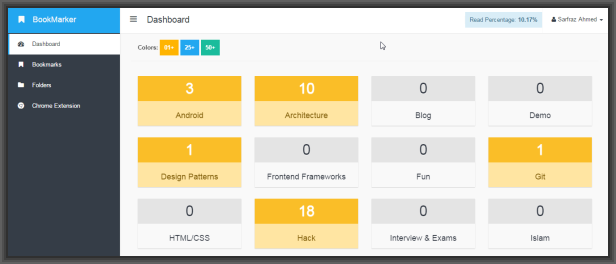 BookMarker
Dashboard
Read Percentage: 10.17%
Sarfraz Ahmed
Dashboard
Bookmarks
Folders
Chrome Extension
Colors: 01+ 25+ 50+
3 10 0 0
Android Architecture Blog Demo
1 0 0 1
Design Patterns Frontend Frameworks Fun Git
0 18 0 0
HTML/CSS Hack Interview & Exams Islam